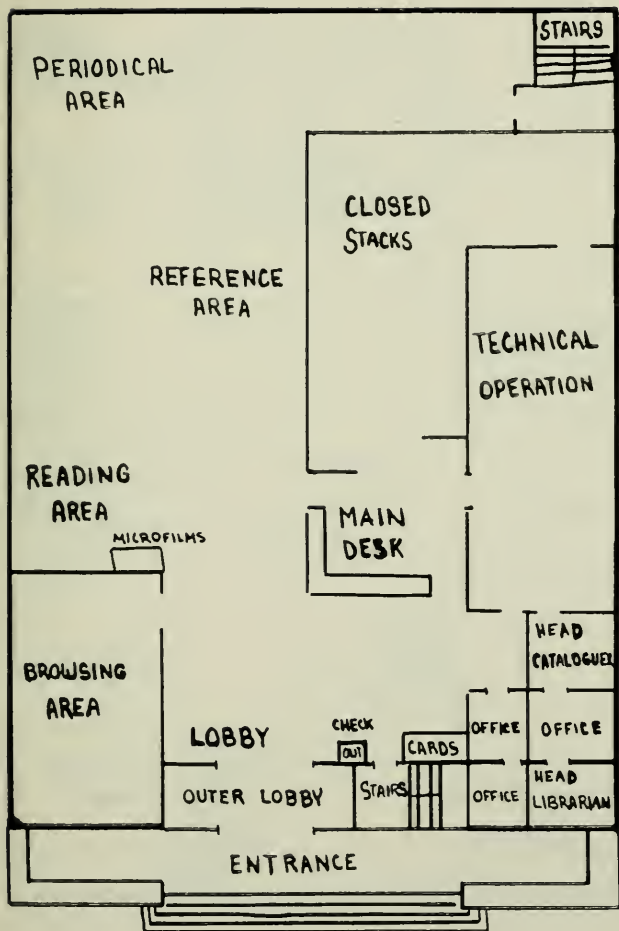 STAIRS
PERIODICAL
AREA
CLOSED
STACKS
REFERENCE
AREA
TECHNICAL
OPERATION
READING
AREA
MICROFILMS
MAIN
DESK
HEAD
CATALOGUER
BROWSING
AREA
LOBBY
CHECK
OUT
CARDS
OFFICE
OFFICE
OUTER LOBBY
STAIRS
OFFICE
HEAD
LIBRARIAN
ENTRANCE